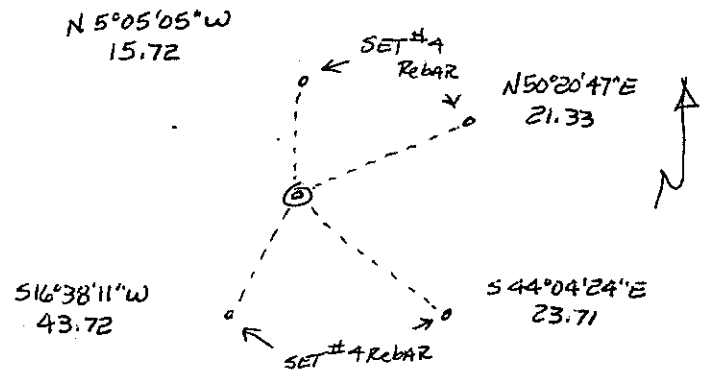 N 5°05'05"W
15.72
SET #4
RebAR
N50°20'47"E
21.33
N
S16°38'11"W
43.72
S 44°04'24"E
23.71
SET #4 RebAR